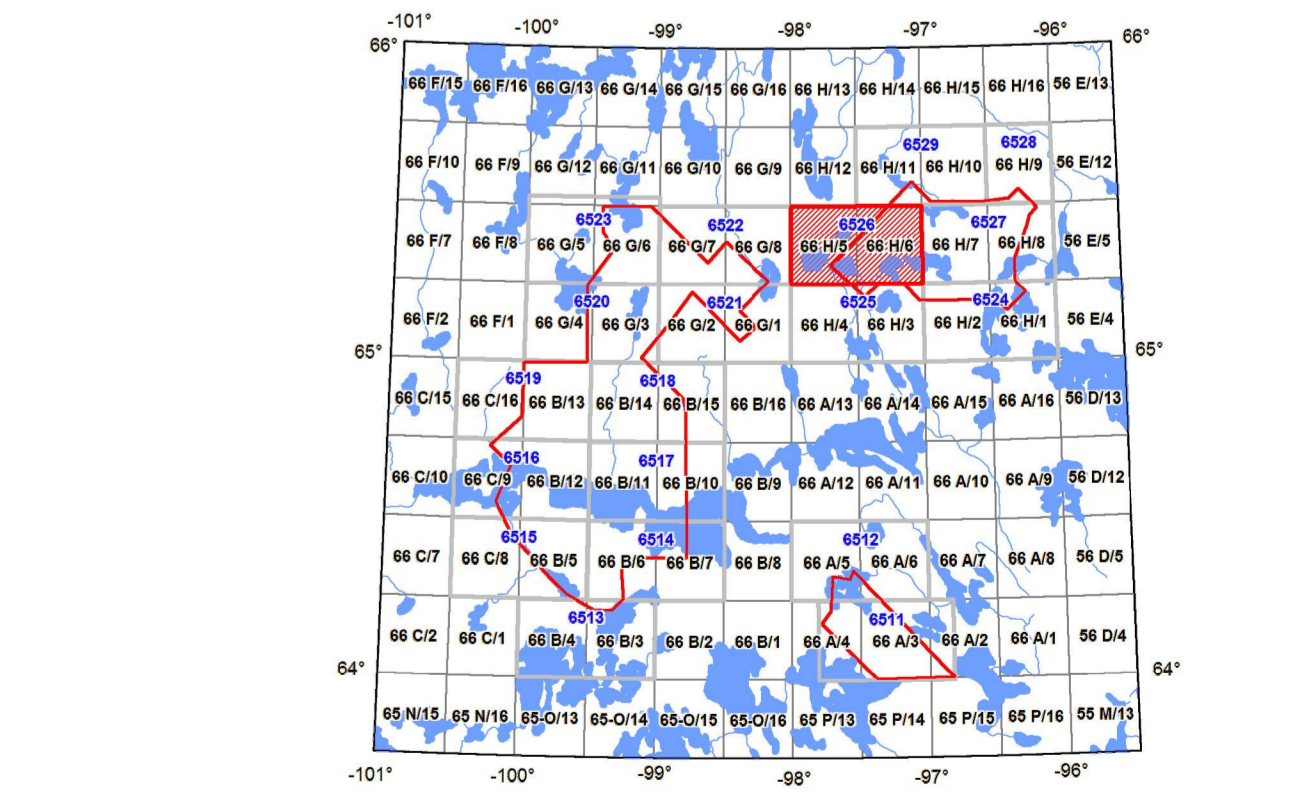 -101° -100° -99° -98° -97° -96°
66° 66°
66 F/15 66 F/16 66 G/13 66 G/14 66 G/15 66 G/16 66 H/13 66 H/14 66 H/15 66 H/16 56 E/13
6529 6528
66 F/10 66 F/9 66 G/12 66 G/11 66 G/10 66 G/9 66 H/12 66 H/11 66 H/10 66 H/9 56 E/12
6523 6522 6526 6527
66 F/7 66 F/8 66 G/5 66 G/6 66 G/7 66 G/8 66 H/5 66 H/6 66 H/7 66 H/8 56 E/5
6520 6521 6525 6524
66 F/2 66 F/1 66 G/4 66 G/3 66 G/2 66 G/1 66 H/4 66 H/3 66 H/2 66 H/1 56 E/4
65° 65°
6519 6518
66 C/15 66 C/16 66 B/13 66 B/14 66 B/15 66 B/16 66 A/13 66 A/14 66 A/15 66 A/16 56 D/13
6516 6517
66 C/10 66 C/9 66 B/12 66 B/11 66 B/10 66 B/9 66 A/12 66 A/11 66 A/10 66 A/9 56 D/12
6515 6514 6512
66 C/7 66 C/8 66 B/5 66 B/6 66 B/7 66 B/8 66 A/5 66 A/6 66 A/7 66 A/8 56 D/5
6513 6511
66 C/2 66 C/1 66 B/4 66 B/3 66 B/2 66 B/1 66 A/4 66 A/3 66 A/2 66 A/1 56 D/4
64° 64°
65 N/15 65 N/16 65-O/13 65-O/14 65-O/15 65-O/16 65 P/13 65 P/14 65 P/15 65 P/16 55 M/13
-101° -100° -99° -98° -97° -96°